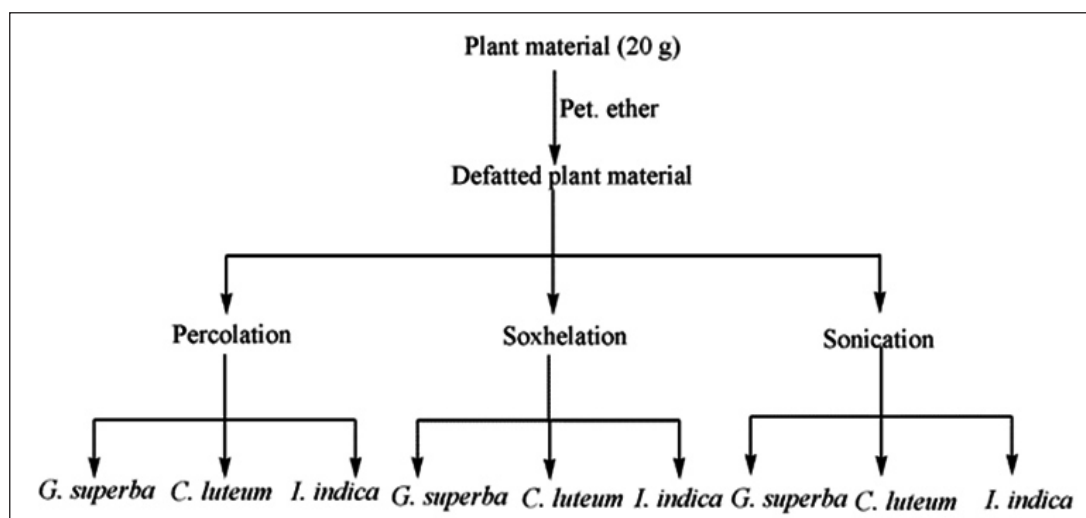 Plant material (20 g)
Pet. ether
Defatted plant material
Percolation
Soxhelation
Sonication
G. superba C. luteum I. indica G. superba C. luteum I. indica G. superba C. luteum I. indica